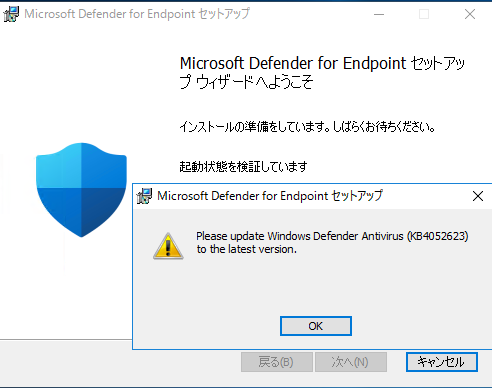 Microsoft Defender for Endpoint セットアップ
Microsoft Defender for Endpoint セットアッ
プ ウィザードへようこそ
インストールの準備をしています。しばらくお待ちください。
起動状態を検証しています
Microsoft Defender for Endpoint セットアップ
Please update Windows Defender Antivirus (KB4052623)
to the latest version.
OK
戻る(B)
次へ(N)
キャンセル